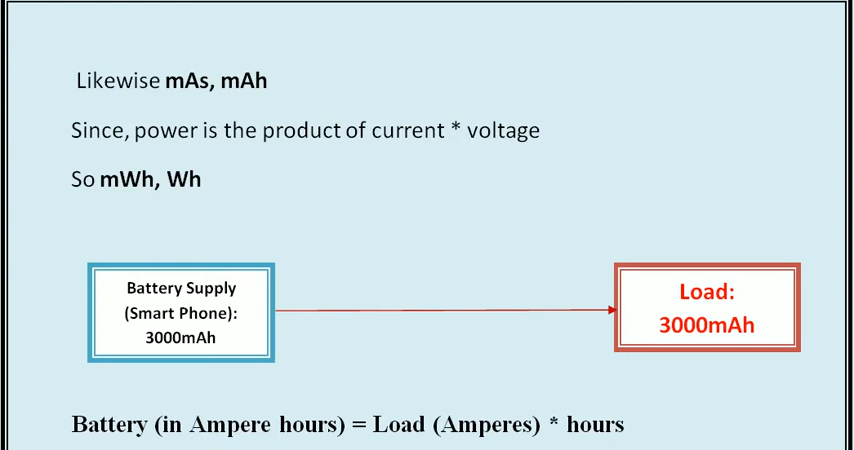 Likewise mAs, mAh
Since, power is the product of current * voltage
So mWh, Wh
Battery Supply
(Smart Phone):
3000mAh
Load:
3000mAh
Battery (in Ampere hours) = Load (Amperes) * hours